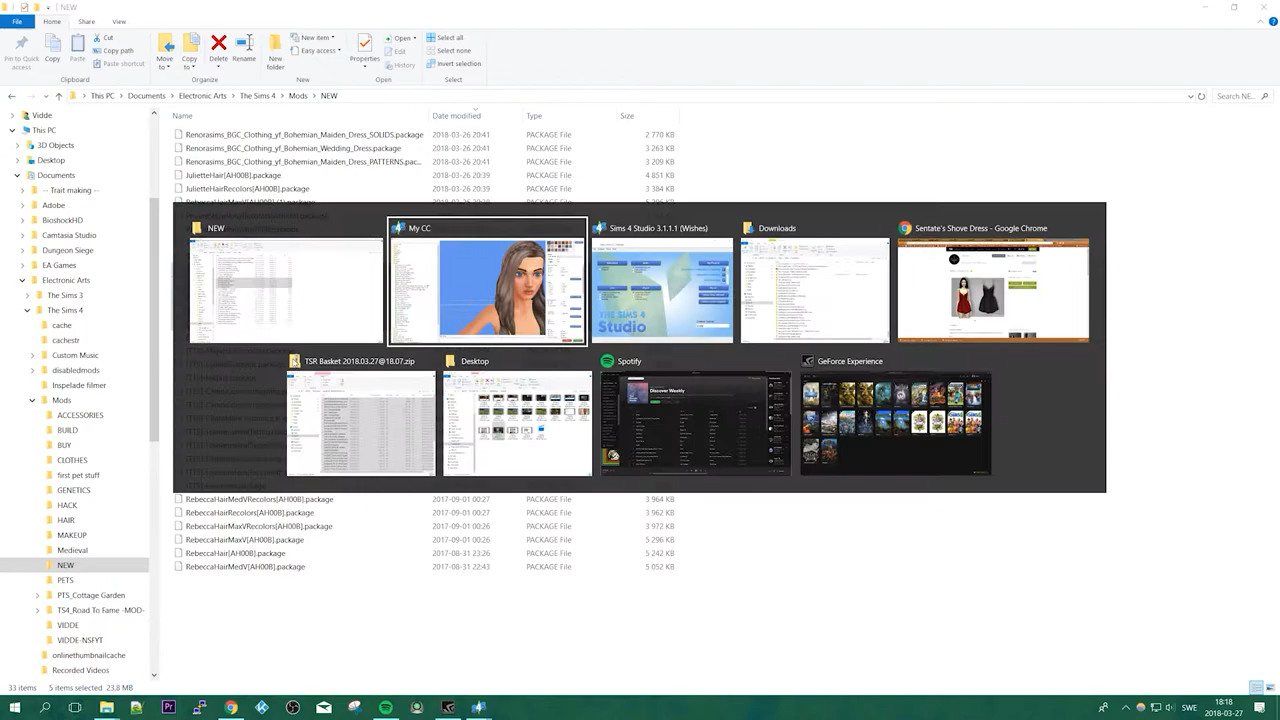 NEW
File
Home
Share
View
Pin to Quick access
Copy
Paste
Cut
Copy path
Paste shortcut
Clipboard
Move to
Copy to
Delete
Rename
Organize
New folder
New item
Easy access
New
Properties
Open
Edit
History
Open
Select all
Select none
Invert selection
Select
This PC
Documents
Electronic Arts
The Sims 4
Mods
NEW
Search NE...
Name
Date modified
Type
Size
Vidde
This PC
3D Objects
Desktop
Documents
-- Trait making --
Adobe
BioshockHD
Camtasia Studio
Dungeon Siege
EA Games
Electronic Arts
The Sims 3
The Sims
cache
cachestr
Custom Music
disabledmods
Inspelade filmer
Mods
ACCESSORIES
BUILD
BUY
CLOTHES
first pet stuff
GENETICS
HACK
HAIR
MAKEUP
Medieval
NEW
PETS
PTS_Cottage Garden
TS4_Road To Fame -MOD-
VIDDE
VIDDE-NSFYT
onlinethumbnailcache
Recorded Videos
Renorasims_BGC_Clothing_yf_Bohemian_Maiden_Dress_SOLIDS.package 2018-03-26 20:41 PACKAGE File 2 770 KB
Renorasims_BGC_Clothing_yf_Bohemian_Wedding_Dress.package 2018-03-26 20:41 PACKAGE File 3 263 KB
Renorasims_BGC_Clothing_yf_Bohemian_Maiden_Dress_PATTERNS.pac... 2018-03-26 20:41 PACKAGE File 3 209 KB
JulietteHair[AH00B].package 2018-03-26 20:39 PACKAGE File 4 851 KB
JulietteHairRecolors[AH00B].package 2018-03-26 20:39 PACKAGE File 3 384 KB
NEW
My CC
Sims 4 Studio 3.1.1.1 (Wishes)
Downloads
Sentate's Shove Dress - Google Chrome
TSR Basket 2018.03.27@18.07.zip
Desktop
Spotify
GeForce Experience
RebeccaHairMedVRecolors[AH00B].package 2017-09-01 00:27 PACKAGE File 3 964 KB
RebeccaHairRecolors[AH00B].package 2017-09-01 00:27 PACKAGE File 3 962 KB
RebeccaHairMaxVRecolors[AH00B].package 2017-09-01 00:26 PACKAGE File 3 972 KB
RebeccaHairMaxV[AH00B].package 2017-09-01 00:26 PACKAGE File 5 296 KB
RebeccaHair[AH00B].package 2017-08-31 23:26 PACKAGE File 5 242 KB
RebeccaHairMedV[AH00B].package 2017-08-31 22:43 PACKAGE File 5 052 KB
33 items 5 items selected 23,8 MB
SWE
18:18
2018-03-27